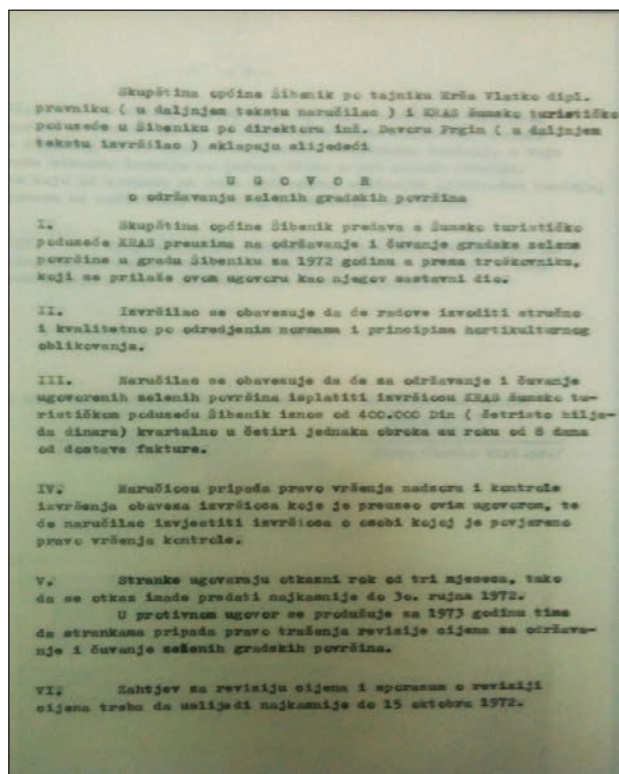 Skupština općine Šibenik po tajniku Krša Vlatko dipl.
pravniku ( u daljnjem tekstu naručilac ) i KRAS šumsko turističko
poduzeće u Šibeniku po direktoru inž. Davoru Prgin ( u daljnjem
tekstu izvršilac ) sklapaju slijedeći
U G O V O R
o održavanju zelenih gradskih površina
I. Skupština općine Šibenik predava a Šumsko turističko
poduzeće KRAS preuzima na održavanje i čuvanje gradske zelene
površine u gradu Šibeniku za 1972 godinu a prema troškovniku,
koji se prilaže ovom ugovoru kao njegov sastavni dio.
II. Izvršilac se obavezuje da će radove izvoditi stručno
i kvalitetno po odredjenim normama i principima hortikulturnog
oblikovanja.
III. Naručilac se obavezuje da će za održavanje i čuvanje
ugovorenih zelenih površina isplatiti izvršiocu KRAS šumsko tu-
rističkom poduzeću Šibenik iznos od 400.000 Din ( četristo hilje-
da dinara) kvartalno u četiri jednaka obroka au roku od 8 dana
od dostave fakture.
IV. Naručiocu pripada pravo vršenja nadzora i kontrole
izvršenja obaveza izvršioca koje je preuzeo ovim ugovorom, te
će naručilac izvjestiti izvršioca o osobi kojoj je povjereno
pravo vršenja kontrole.
V. Stranke ugovaraju otkazni rok od tri mjeseca, tako
da se otkaz imade predati najkasnije do 3o. rujna 1972.
U protivnom ugovor se produžuje za 1973 godinu time
da strankama pripada pravo traženja revizije cijena za održava-
nje i čuvanje zelenih gradskih površina.
VI. Zahtjev za reviziju cijena i sporazum o reviziji
cijena treba da uslijedi najkasnije do 15 oktobra 1972.